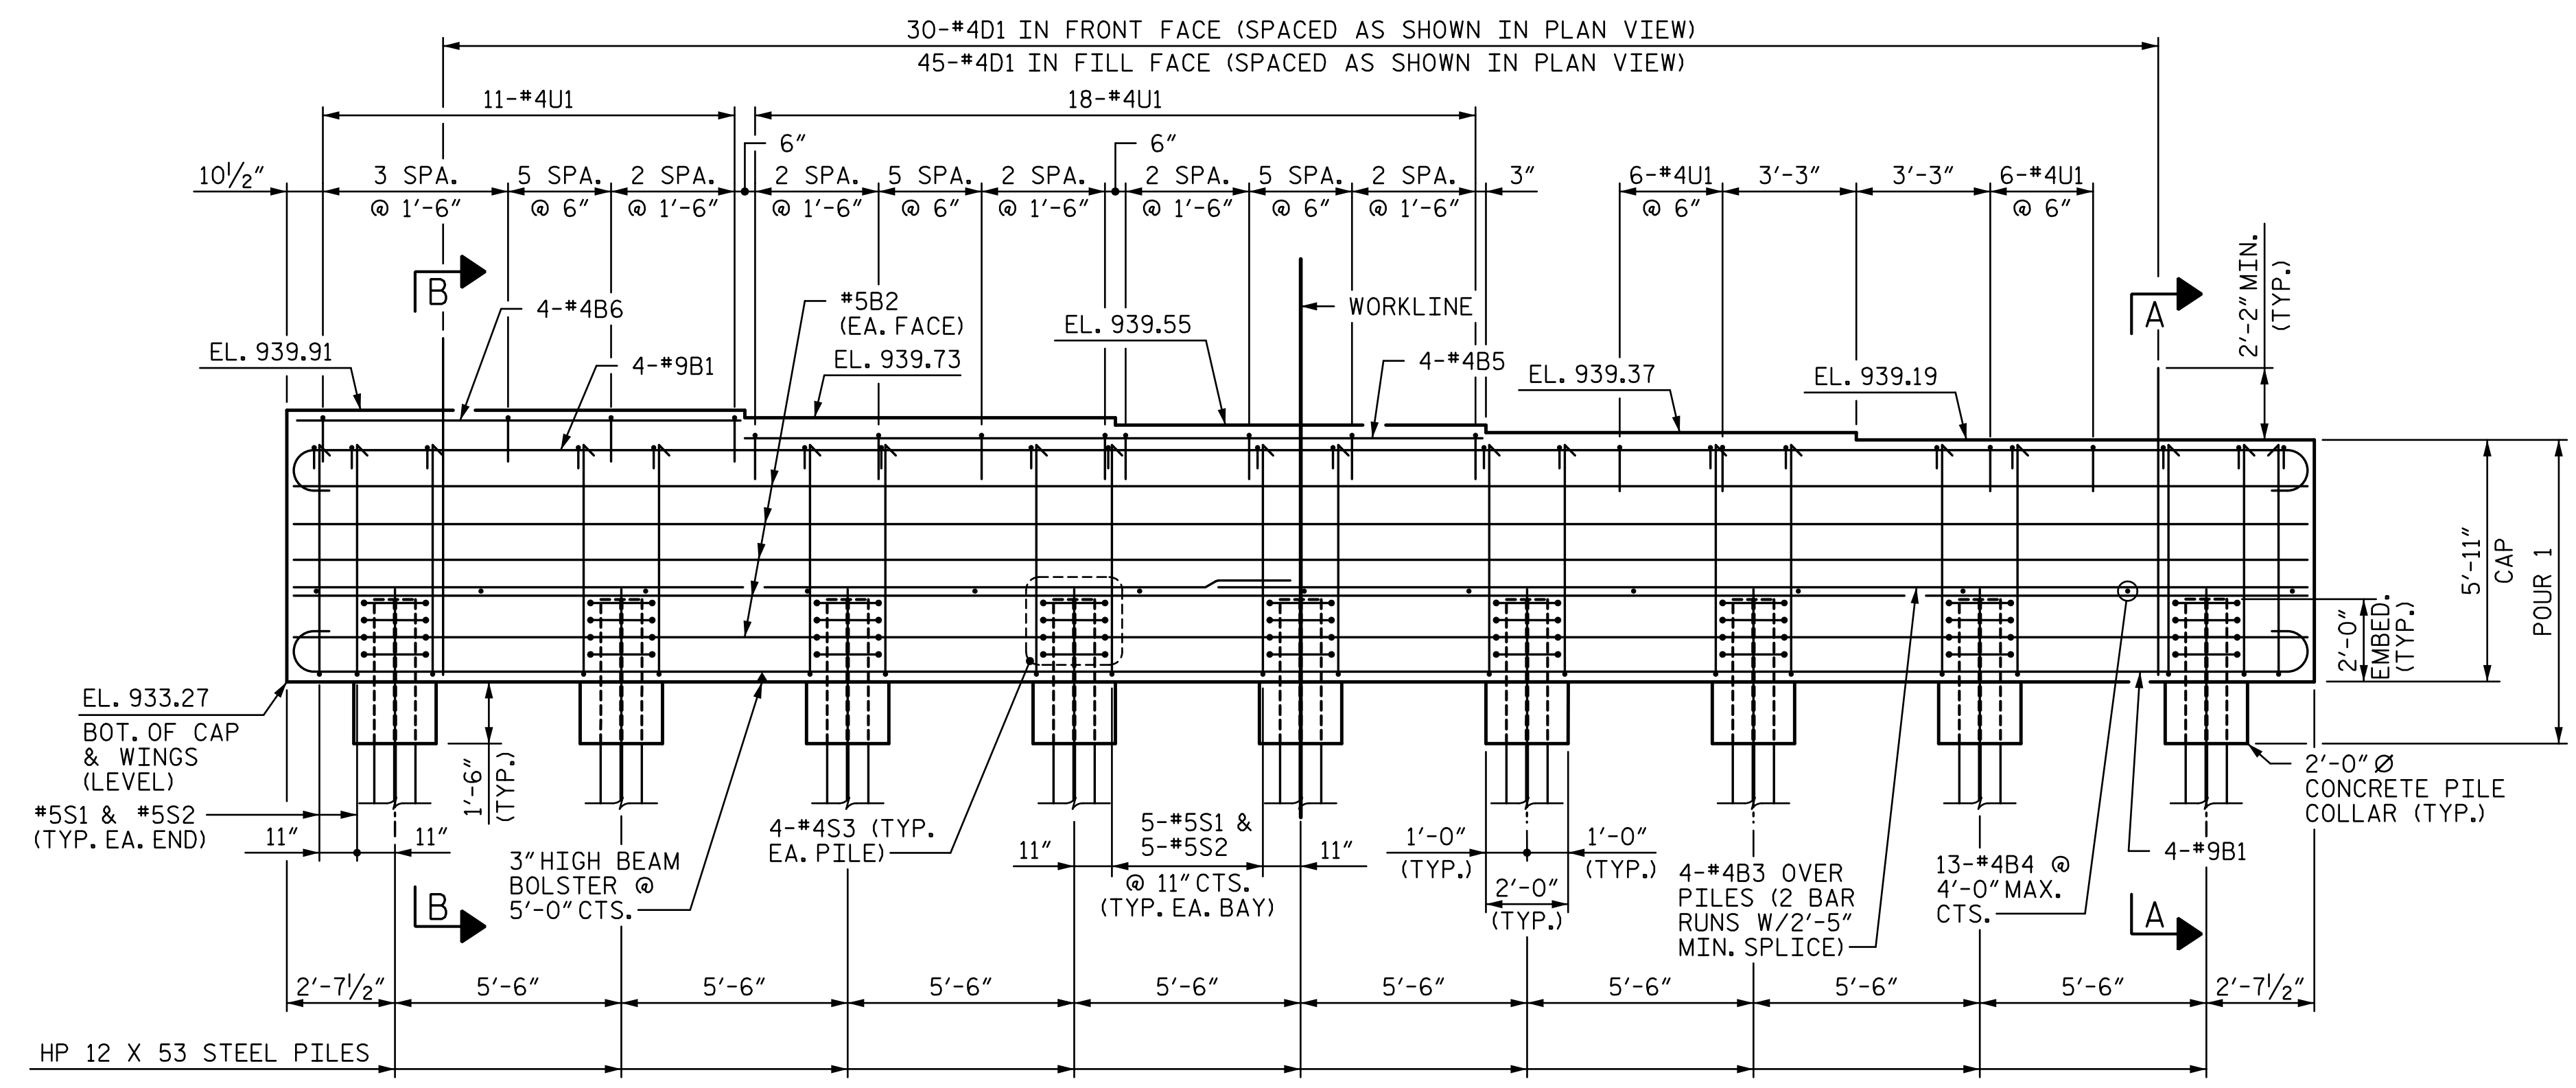 30-#4D1 IN FRONT FACE (SPACED AS SHOWN IN PLAN VIEW)
45-#4D1 IN FILL FACE (SPACED AS SHOWN IN PLAN VIEW)
11-#4U1
18-#4U1
6″
6″
10½″
3 SPA.
@ 1′-6″
5 SPA.
@ 6″
2 SPA.
@ 1′-6″
2 SPA.
@ 1′-6″
5 SPA.
@ 6″
2 SPA.
@ 1′-6″
2 SPA.
@ 1′-6″
5 SPA.
@ 6″
2 SPA.
@ 1′-6″
3″
6-#4U1
@ 6″
3′-3″
3′-3″
6-#4U1
@ 6″
2′-2″ MIN.
(TYP.)
B
A
4-#4B6
#5B2
(EA. FACE)
WORKLINE
EL. 939.91
4-#9B1
EL. 939.73
EL. 939.55
4-#4B5
EL. 939.37
EL. 939.19
5′-11″
CAP
POUR 1
2′-0″
EMBED.
(TYP.)
EL. 933.27
BOT. OF CAP
& WINGS
(LEVEL)
1′-6″
(TYP.)
2′-0″ Ø
CONCRETE PILE
COLLAR (TYP.)
#5S1 & #5S2
(TYP. EA. END)
11″
11″
3″ HIGH BEAM
BOLSTER @
5′-0″ CTS.
4-#4S3 (TYP.
EA. PILE)
11″
5-#5S1 &
5-#5S2
@ 11″ CTS.
(TYP. EA. BAY)
11″
1′-0″
(TYP.)
1′-0″
(TYP.)
2′-0″
(TYP.)
4-#4B3 OVER
PILES (2 BAR
RUNS W/2′-5″
MIN. SPLICE)
13-#4B4 @
4′-0″ MAX.
CTS.
4-#9B1
B
A
2′-7½″
5′-6″
5′-6″
5′-6″
5′-6″
5′-6″
5′-6″
5′-6″
5′-6″
2′-7½″
HP 12 X 53 STEEL PILES